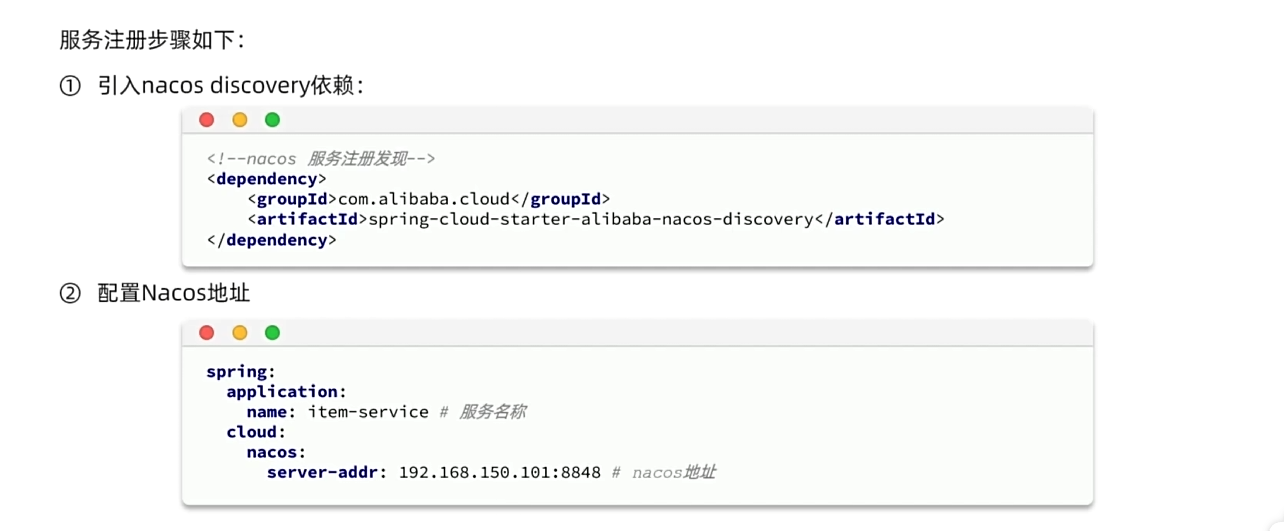 服务注册步骤如下：
① 引入nacos discovery依赖：
<!--nacos 服务注册发现-->
<dependency>
    <groupId>com.alibaba.cloud</groupId>
    <artifactId>spring-cloud-starter-alibaba-nacos-discovery</artifactId>
</dependency>
② 配置Nacos地址
spring:
  application:
    name: item-service # 服务名称
  cloud:
    nacos:
      server-addr: 192.168.150.101:8848 # nacos地址